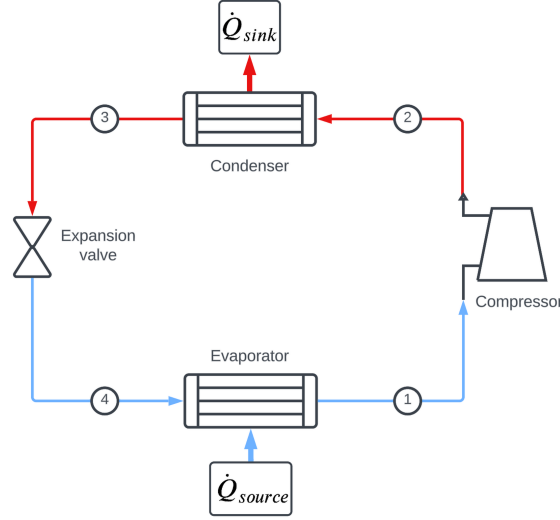 Q̇sink
3
2
Condenser
Expansion
valve
Compressor
Evaporator
4
1
Q̇source